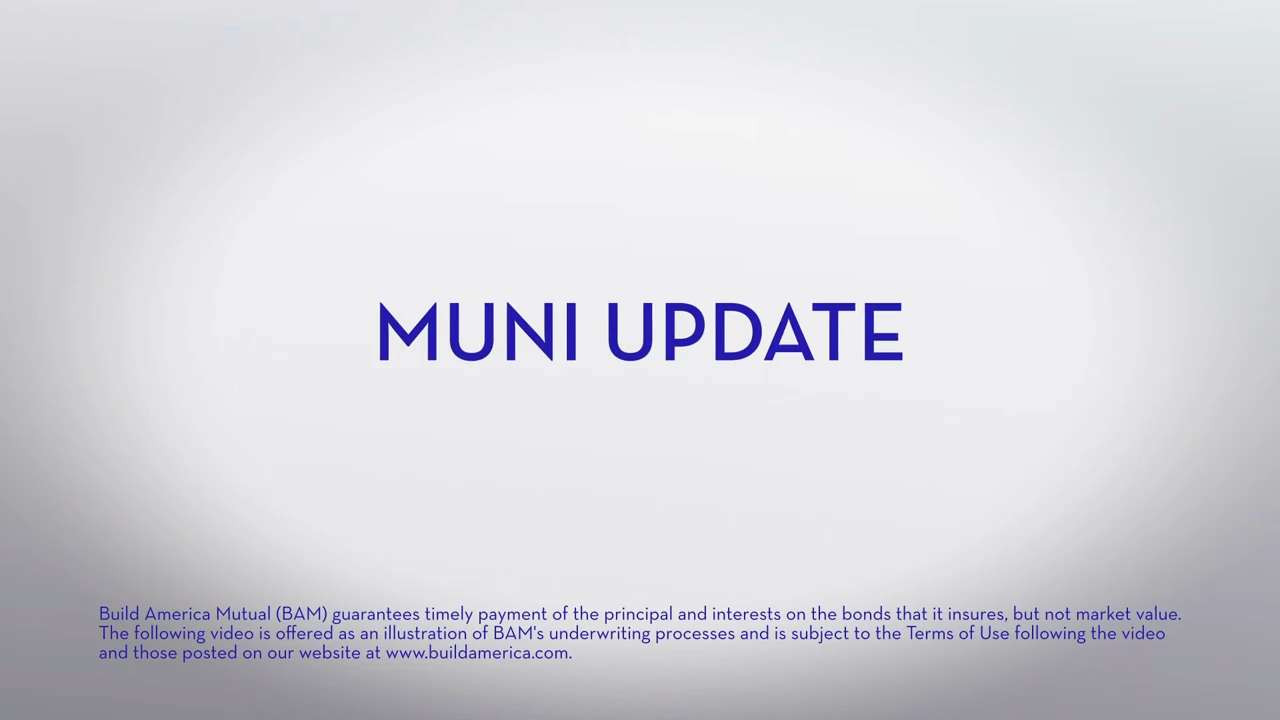 MUNI UPDATE
Build America Mutual (BAM) guarantees timely payment of the principal and interests on the bonds that it insures, but not market value.
The following video is offered as an illustration of BAM's underwriting processes and is subject to the Terms of Use following the video
and those posted on our website at www.buildamerica.com.